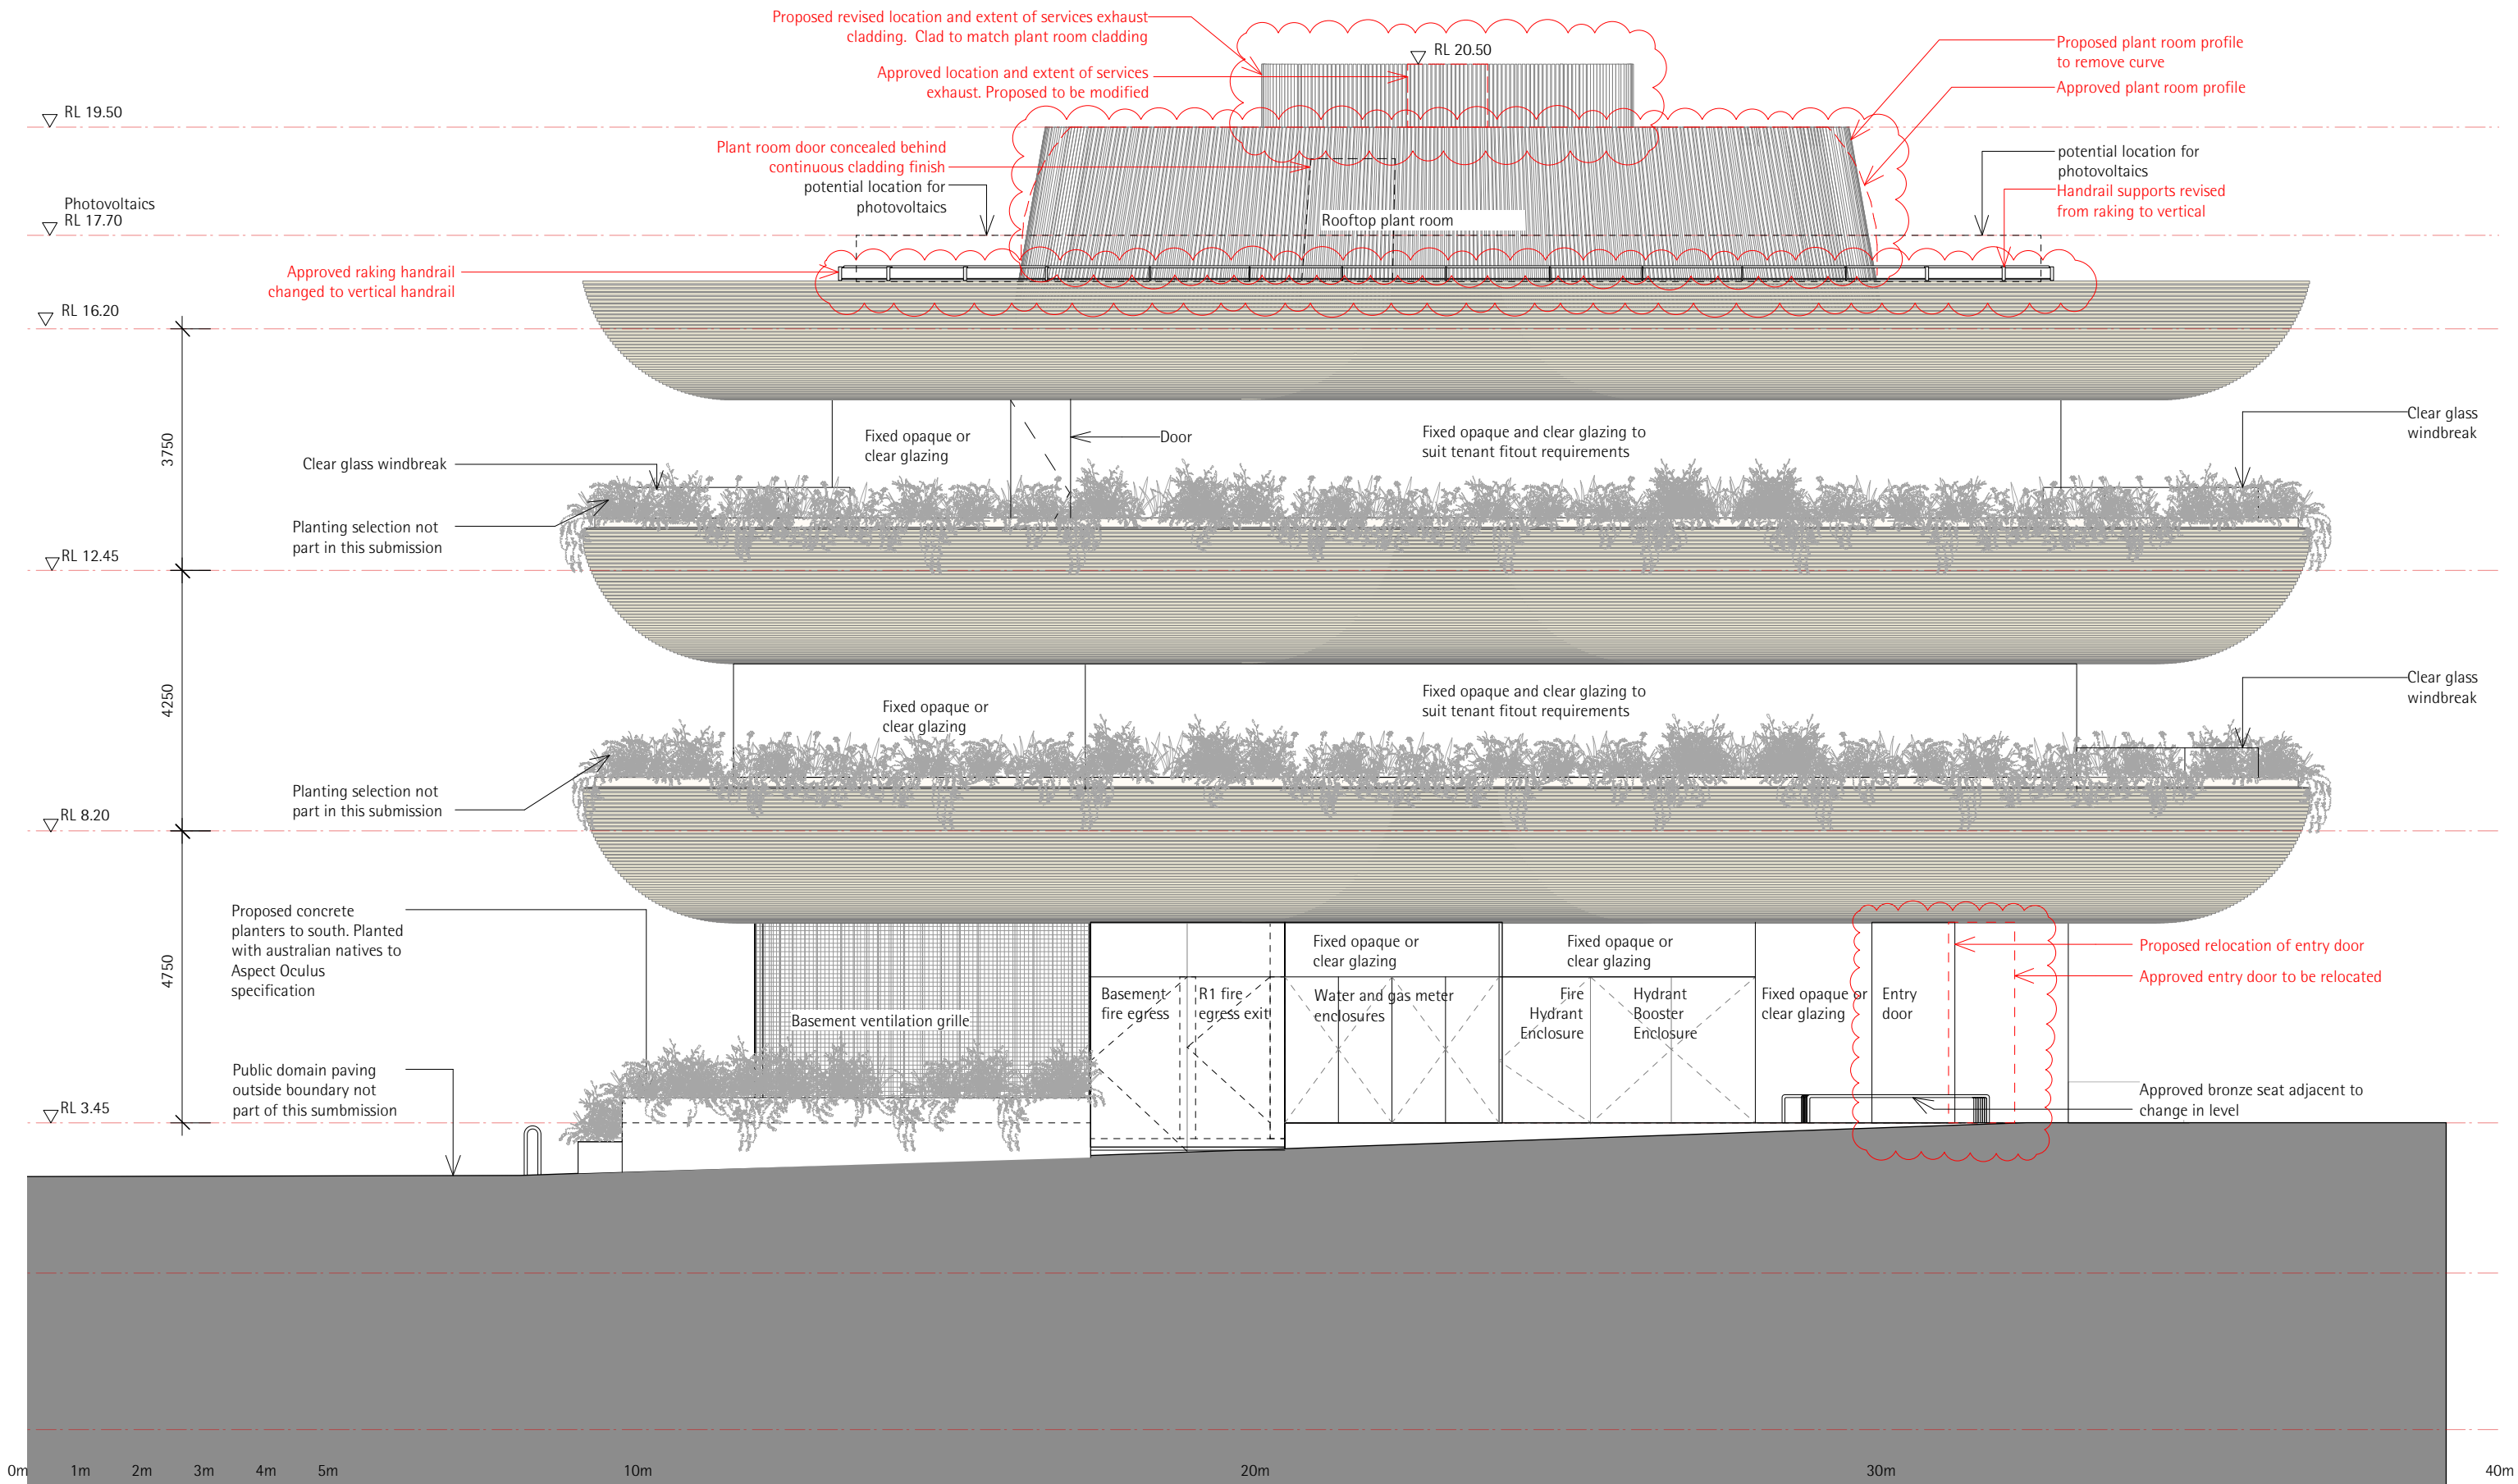 Proposed revised location and extent of services exhaust
cladding.  Clad to match plant room cladding
RL 20.50
Approved location and extent of services
exhaust. Proposed to be modified
Proposed plant room profile
to remove curve
Approved plant room profile
RL 19.50
Plant room door concealed behind
continuous cladding finish
potential location for
photovoltaics
potential location for
photovoltaics
Handrail supports revised
from raking to vertical
Photovoltaics
RL 17.70
Rooftop plant room
Approved raking handrail
changed to vertical handrail
RL 16.20
3750
Clear glass windbreak
Fixed opaque or
clear glazing
Door
Fixed opaque and clear glazing to
suit tenant fitout requirements
Clear glass
windbreak
Planting selection not
part in this submission
RL 12.45
4250
Fixed opaque or
clear glazing
Fixed opaque and clear glazing to
suit tenant fitout requirements
Clear glass
windbreak
Planting selection not
part in this submission
RL 8.20
4750
Proposed concrete
planters to south. Planted
with australian natives to
Aspect Oculus
specification
Basement ventilation grille
Basement
fire egress
R1 fire
egress exit
Fixed opaque or
clear glazing
Water and gas meter
enclosures
Fixed opaque or
clear glazing
Fire
Hydrant
Enclosure
Hydrant
Booster
Enclosure
Fixed opaque or
clear glazing
Entry
door
Proposed relocation of entry door
Approved entry door to be relocated
Public domain paving
outside boundary not
part of this sumbmission
Approved bronze seat adjacent to
change in level
RL 3.45
0m
1m
2m
3m
4m
5m
10m
20m
30m
40m